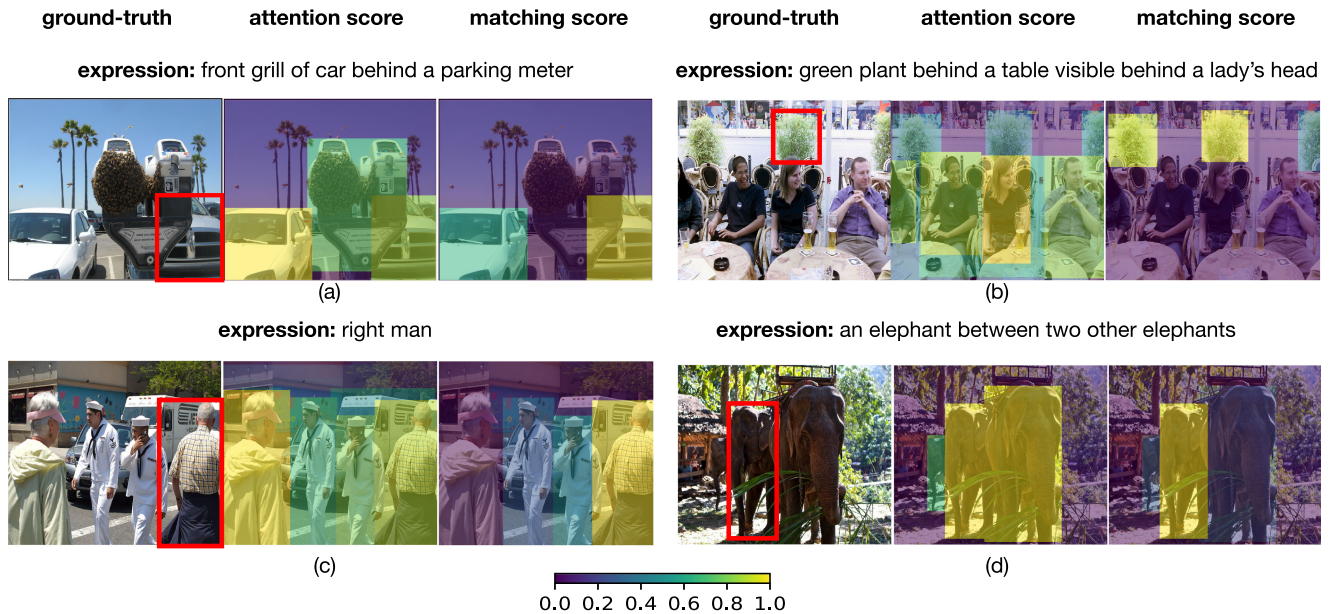 ground-truth attention score matching score ground-truth attention score matching score
expression: front grill of car behind a parking meter
expression: green plant behind a table visible behind a lady's head
(a)
(b)
expression: right man
expression: an elephant between two other elephants
(c)
(d)
0.0 0.2 0.4 0.6 0.8 1.0